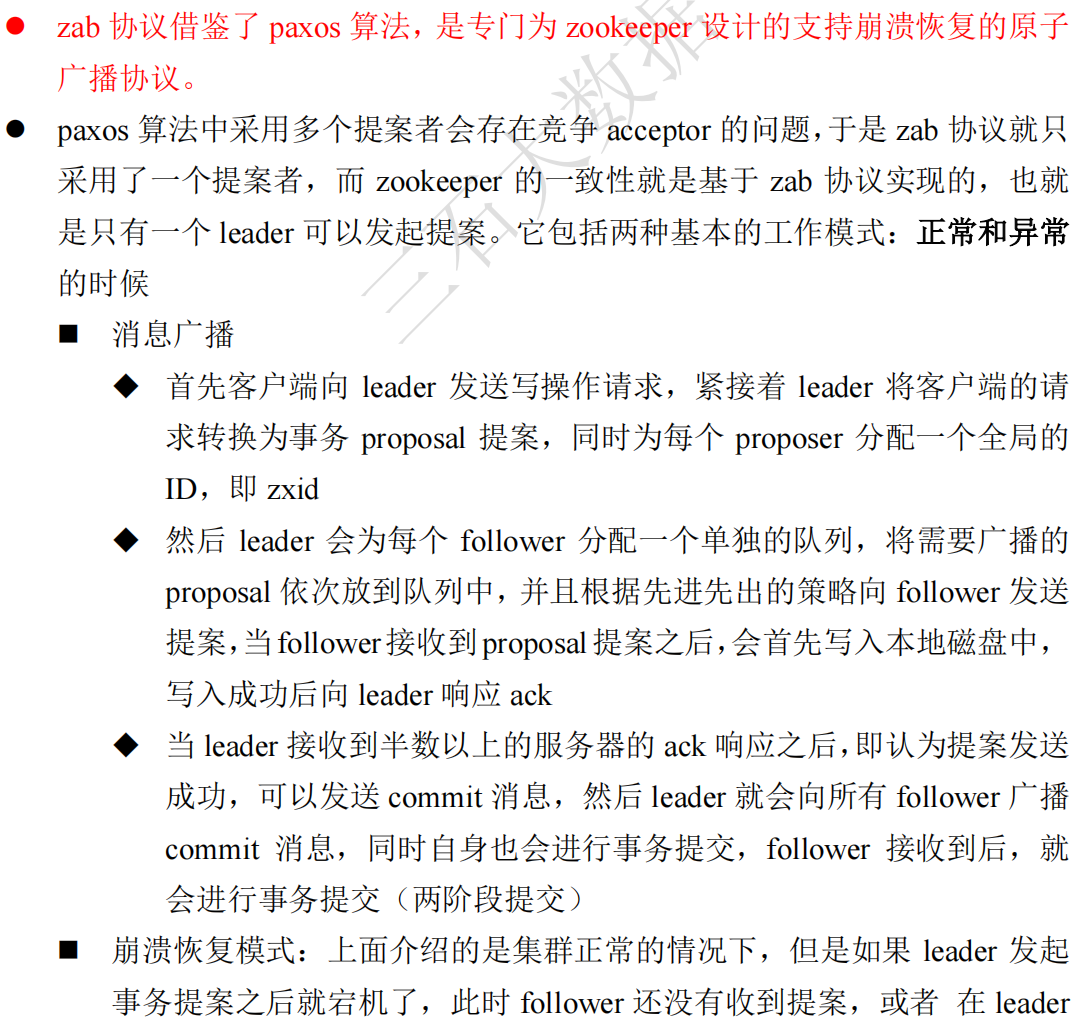 ● zab 协议借鉴了 paxos 算法，是专门为 zookeeper 设计的支持崩溃恢复的原子
广播协议。
● paxos 算法中采用多个提案者会存在竞争 acceptor 的问题，于是 zab 协议就只
采用了一个提案者，而 zookeeper 的一致性就是基于 zab 协议实现的，也就
是只有一个 leader 可以发起提案。它包括两种基本的工作模式：正常和异常
的时候
■ 消息广播
◆ 首先客户端向 leader 发送写操作请求，紧接着 leader 将客户端的请
求转换为事务 proposal 提案，同时为每个 proposer 分配一个全局的
ID，即 zxid
◆ 然后 leader 会为每个 follower 分配一个单独的队列，将需要广播的
proposal 依次放到队列中，并且根据先进先出的策略向 follower 发送
提案，当 follower 接收到 proposal 提案之后，会首先写入本地磁盘中，
写入成功后向 leader 响应 ack
◆ 当 leader 接收到半数以上的服务器的 ack 响应之后，即认为提案发送
成功，可以发送 commit 消息，然后 leader 就会向所有 follower 广播
commit 消息，同时自身也会进行事务提交，follower 接收到后，就
会进行事务提交（两阶段提交）
■ 崩溃恢复模式：上面介绍的是集群正常的情况下，但是如果 leader 发起
事务提案之后就宕机了，此时 follower 还没有收到提案，或者 在 leader
三石大数据